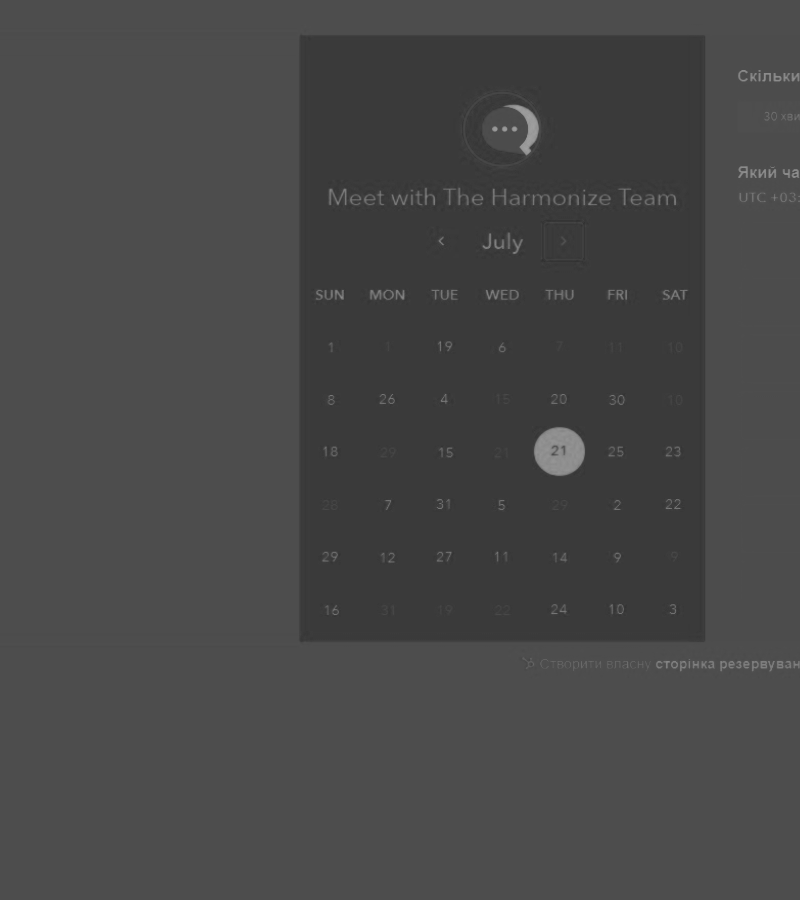 Скільки
30 хви
Який ча
UTC +03:
Meet with The Harmonize Team
July
SUN MON TUE WED THU FRI SAT
1 1 19 6 7 11 10
8 26 4 15 20 30 10
18 29 15 21 21 25 23
28 7 31 5 29 2 22
29 12 27 11 14 9 9
16 31 19 22 24 10 3
Створити власну сторінка резервуван